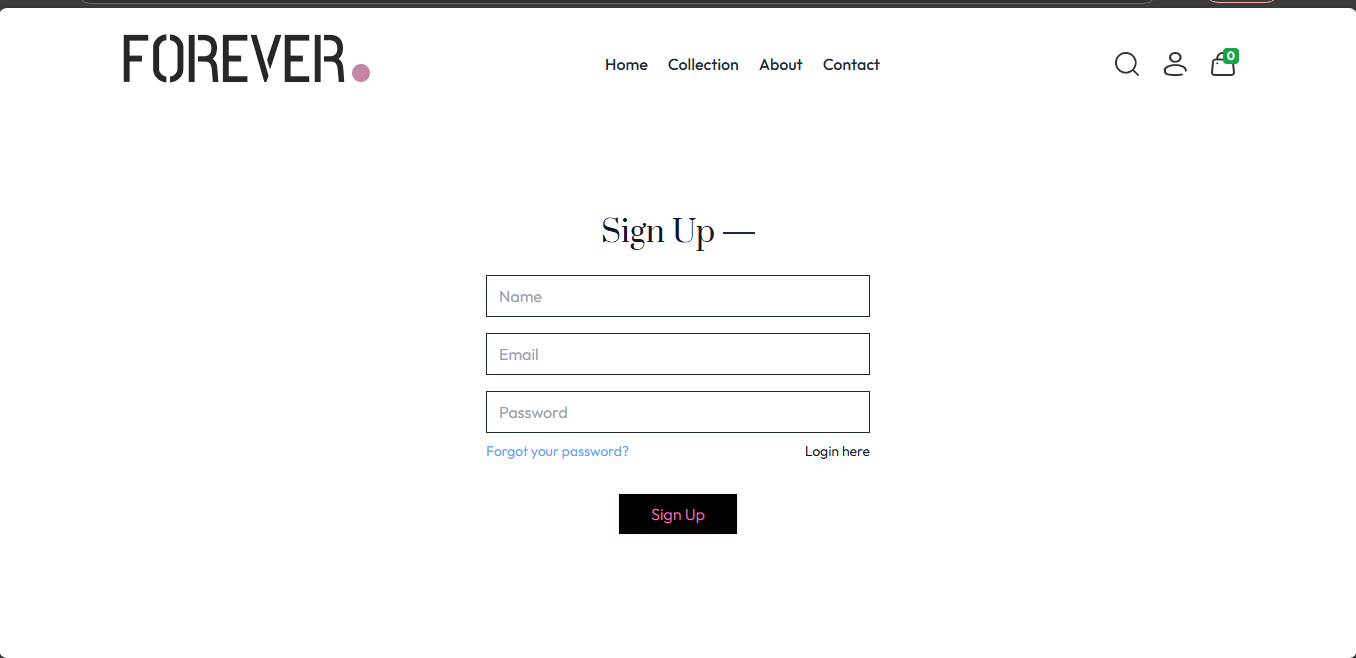 FOREVER.
Home Collection About Contact
0
Sign Up —
Name
Email
Password
Forgot your password? Login here
Sign Up